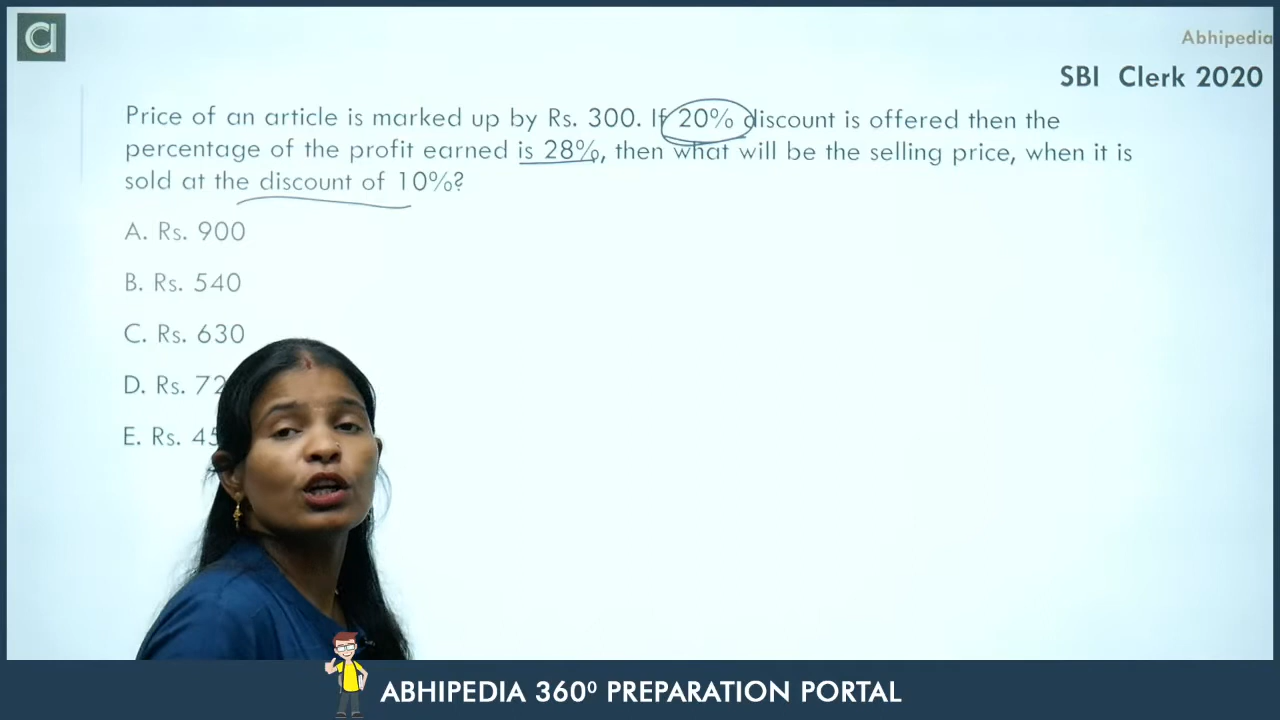 Abhipedia
SBI Clerk 2020
Price of an article is marked up by Rs. 300. If 20% discount is offered then the
percentage of the profit earned is 28%, then what will be the selling price, when it is
sold at the discount of 10%?
A. Rs. 900
B. Rs. 540
C. Rs. 630
D. Rs.
E. Rs.
ABHIPEDIA 360⁰ PREPARATION PORTAL